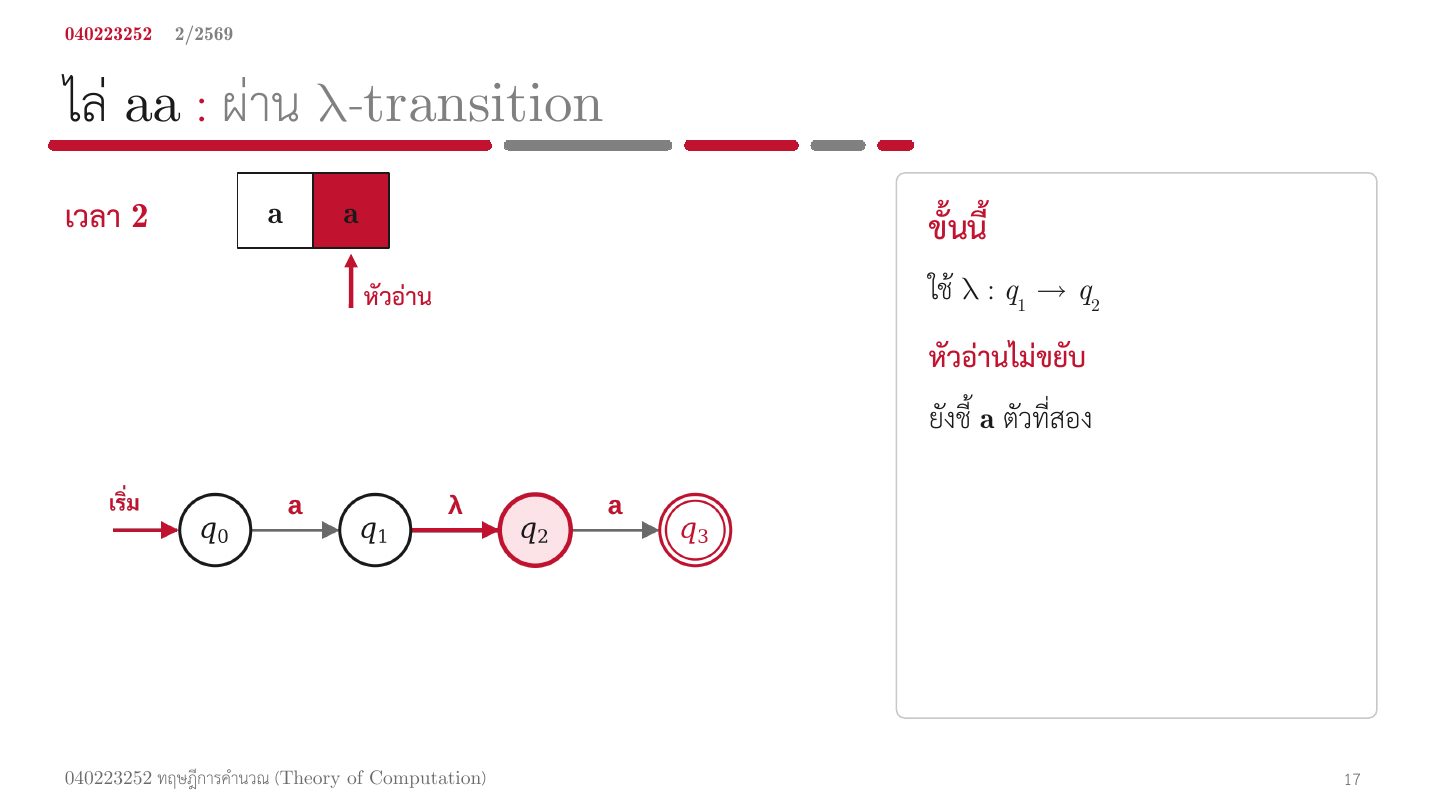 040223252 2/2569
ไล่ aa : ผ่าน λ-transition
เวลา 2
a a
หัวอ่าน
ขั้นนี้
ใช้ λ : q₁ → q₂
หัวอ่านไม่ขยับ
ยังชี้ a ตัวที่สอง
เริ่ม a λ a
q₀ q₁ q₂ q₃
040223252 ทฤษฎีการคำนวณ (Theory of Computation)
17